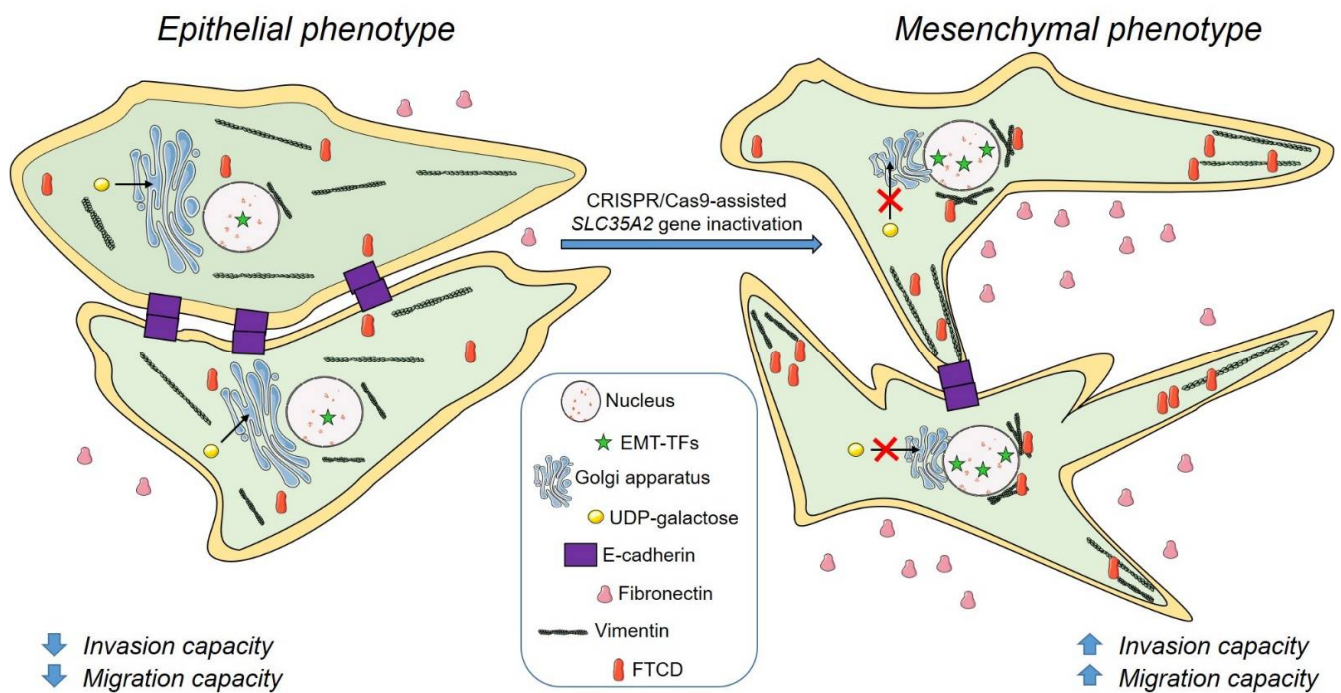 Epithelial phenotype
Mesenchymal phenotype
CRISPR/Cas9-assisted
SLC35A2 gene inactivation
Nucleus
EMT-TFs
Golgi apparatus
UDP-galactose
E-cadherin
Fibronectin
Vimentin
FTCD
Invasion capacity
Migration capacity
Invasion capacity
Migration capacity